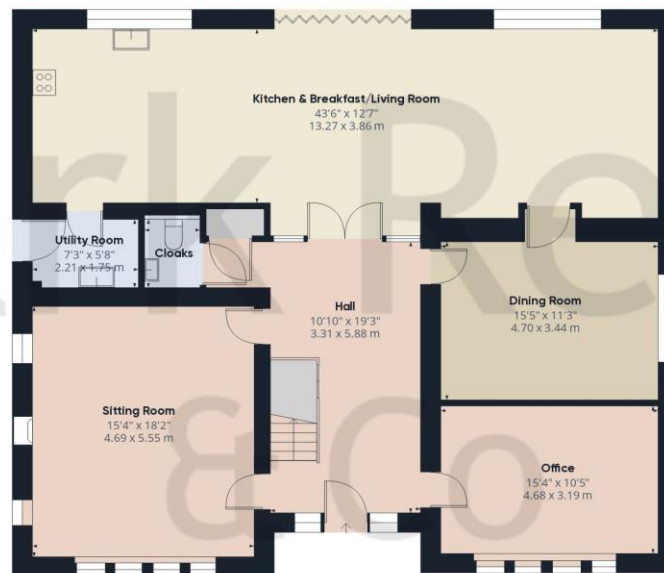 Kitchen & Breakfast/Living Room
43'6" x 12'7"
13.27 x 3.86 m
Utility Room
7'3" x 5'8"
2.21 x 1.75 m
Cloaks
Hall
10'10" x 19'3"
3.31 x 5.88 m
Dining Room
15'5" x 11'3"
4.70 x 3.44 m
Sitting Room
15'4" x 18'2"
4.69 x 5.55 m
Office
15'4" x 10'5"
4.68 x 3.19 m
& Co